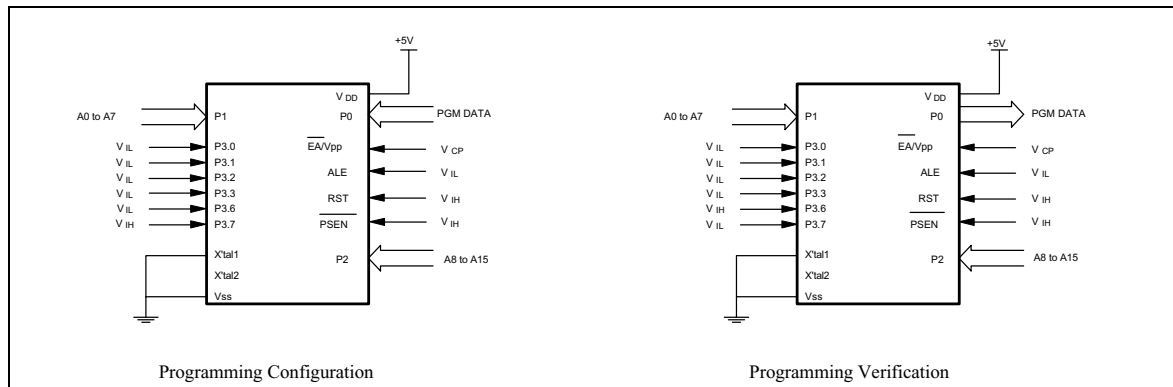 +5V
V DD
A0 to A7
P1
P0
PGM DATA
V IL
P3.0
EA/Vpp
V CP
V IL
P3.1
V IL
P3.2
ALE
V IL
V IL
P3.3
RST
V IH
V IL
P3.6
V IH
P3.7
PSEN
V IH
X'tal1
P2
A8 to A15
X'tal2
Vss
Programming Configuration
+5V
V DD
A0 to A7
P1
P0
PGM DATA
V IL
P3.0
EA/Vpp
V CP
V IL
P3.1
V IL
P3.2
ALE
V IL
V IL
P3.3
RST
V IH
V IH
P3.6
V IL
P3.7
PSEN
V IH
X'tal1
P2
A8 to A15
X'tal2
Vss
Programming Verification